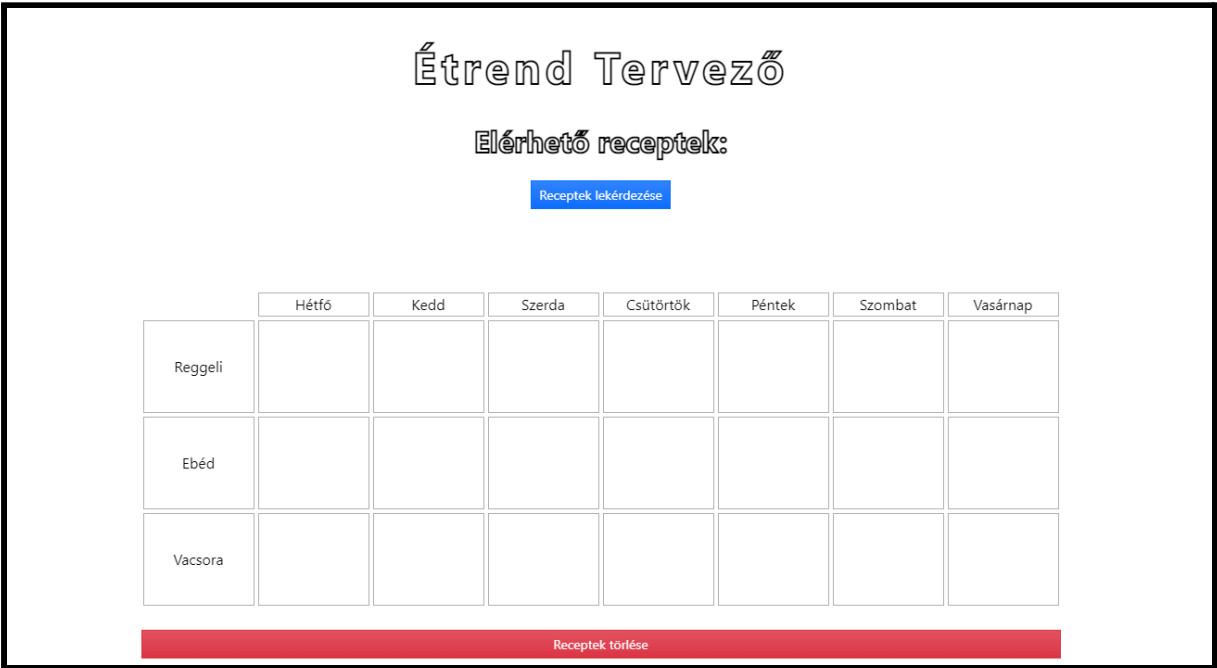 Étrend Tervező
Elérhető receptek:
Receptek lekérdezése
Hétfő Kedd Szerda Csütörtök Péntek Szombat Vasárnap
Reggeli
Ebéd
Vacsora
Receptek törlése